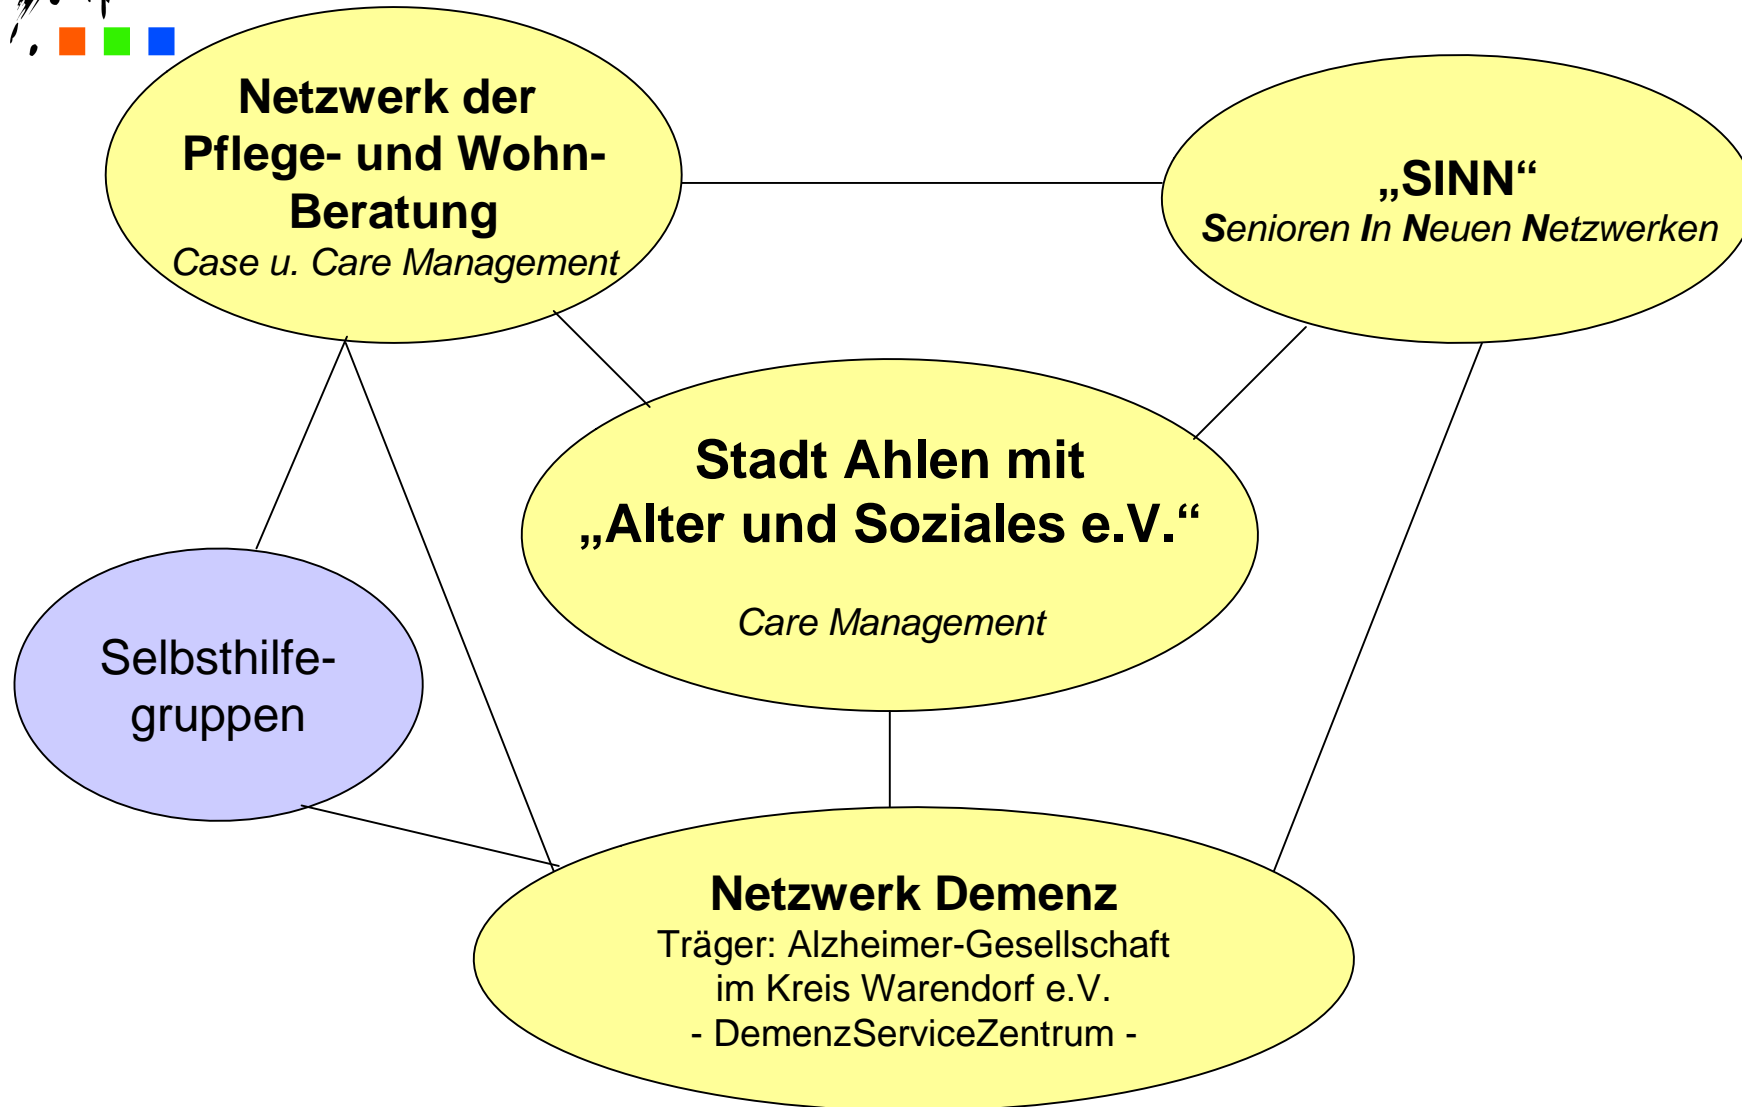 Netzwerk der
Pflege- und Wohn-
Beratung
Case u. Care Management
„SINN“
Senioren In Neuen Netzwerken
Stadt Ahlen mit
„Alter und Soziales e.V.“
Care Management
Selbsthilfe-
gruppen
Netzwerk Demenz
Träger: Alzheimer-Gesellschaft
im Kreis Warendorf e.V.
- DemenzServiceZentrum -